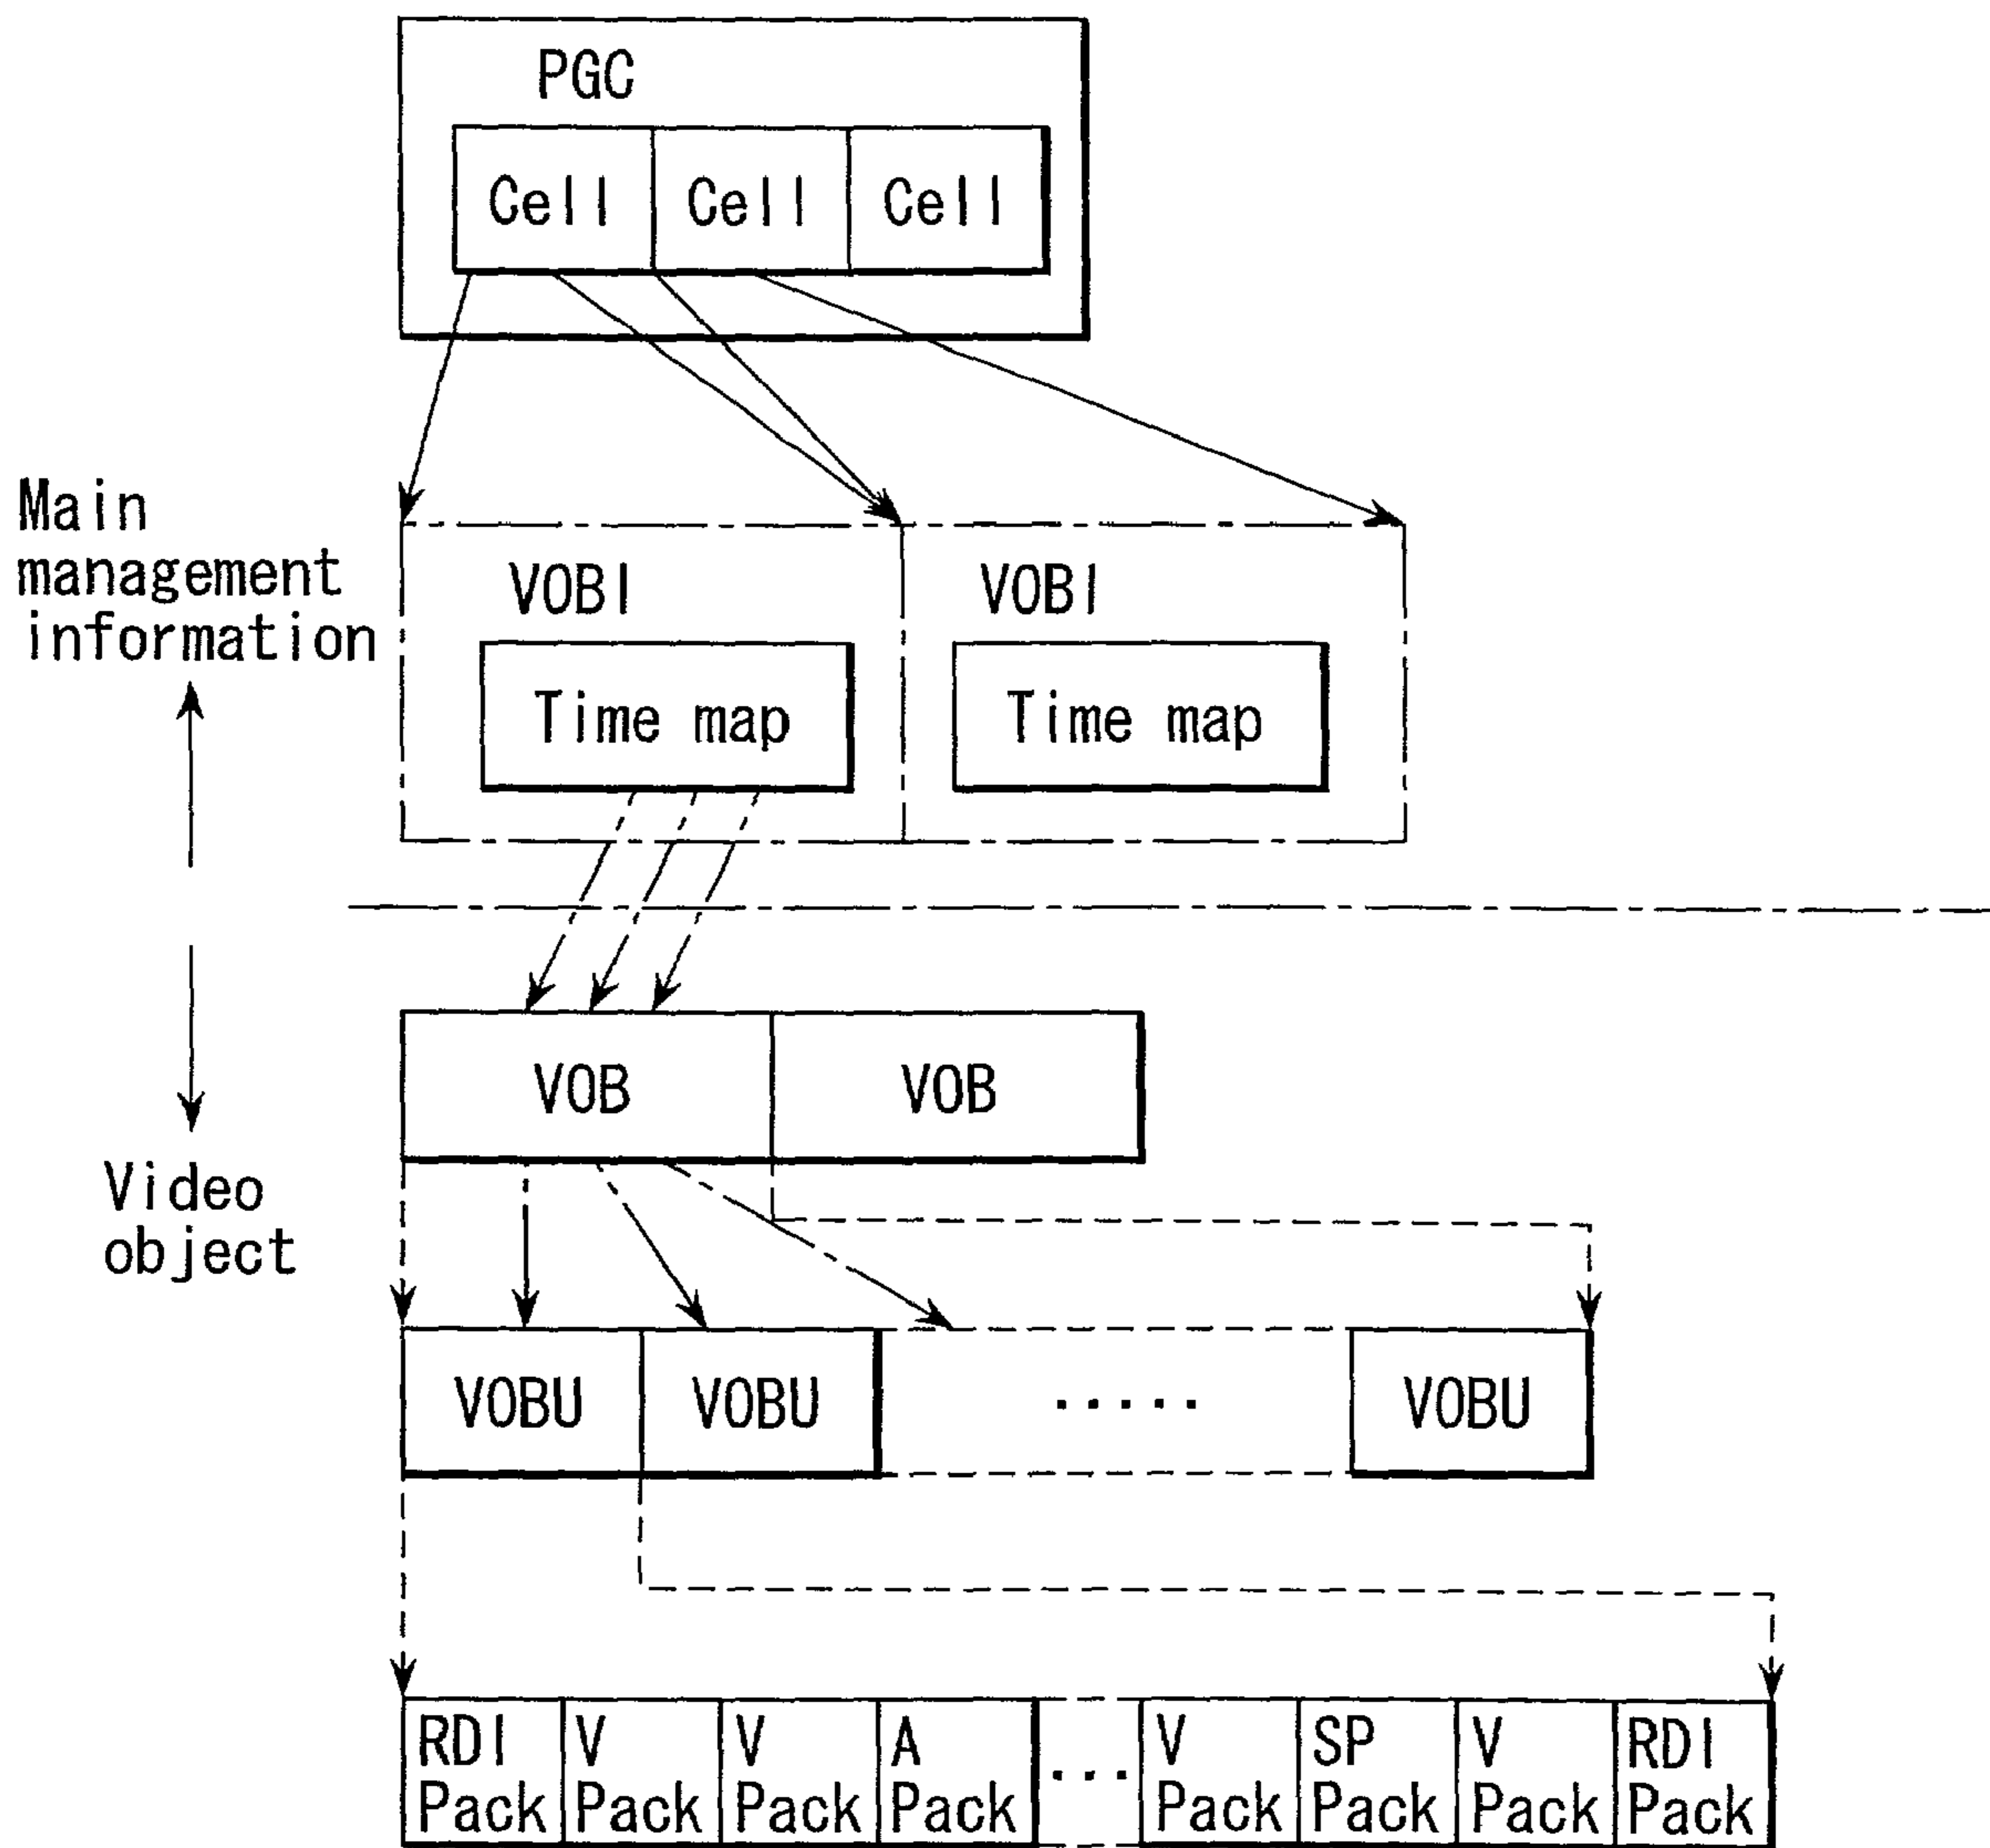 PGC
Cell Cell Cell
Main
management
information
VOBI VOBI
Time map Time map
VOB VOB
Video
object
VOBU VOBU ····· VOBU
RDI V V A V SP V RDI
Pack Pack Pack Pack ··· Pack Pack Pack Pack